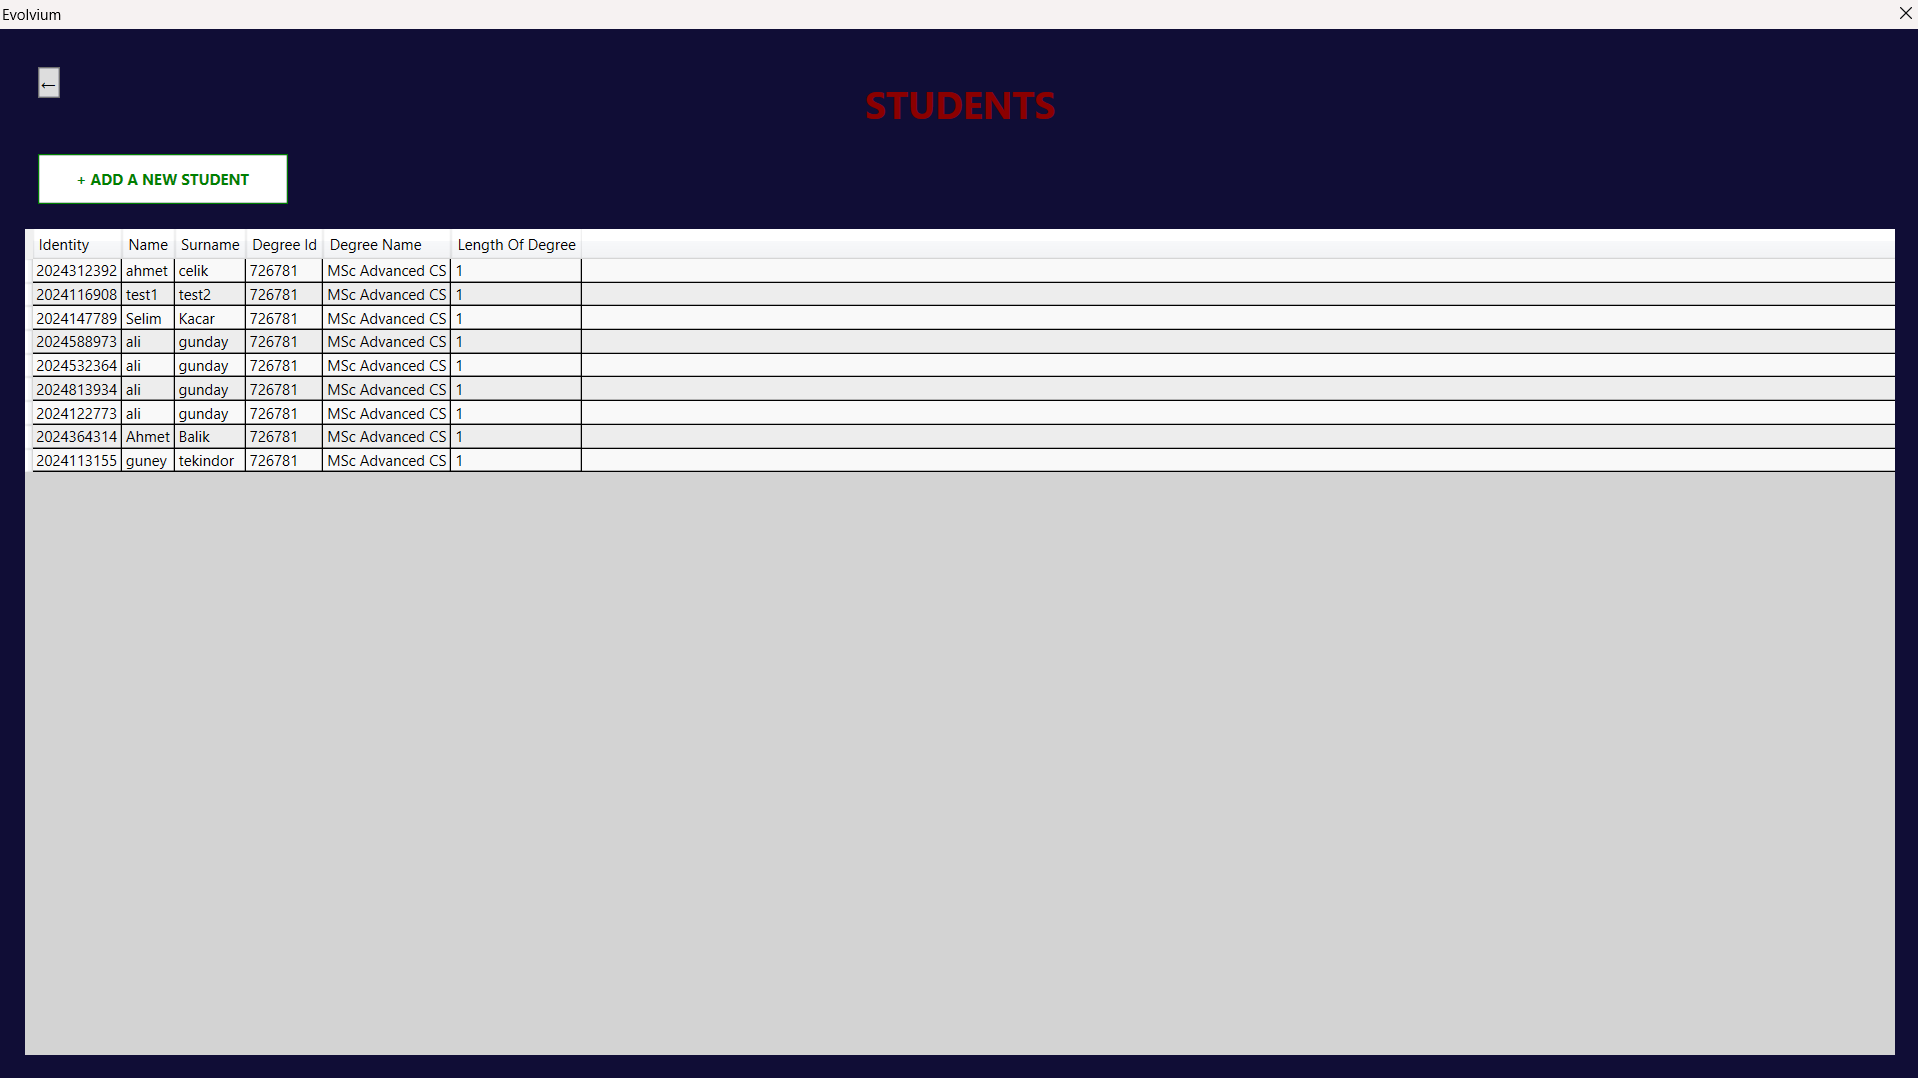 Evolvium
←
STUDENTS
+ ADD A NEW STUDENT
Identity Name Surname Degree Id Degree Name Length Of Degree
2024312392 ahmet celik 726781 MSc Advanced CS 1
2024116908 test1 test2 726781 MSc Advanced CS 1
2024147789 Selim Kacar 726781 MSc Advanced CS 1
2024588973 ali gunday 726781 MSc Advanced CS 1
2024532364 ali gunday 726781 MSc Advanced CS 1
2024813934 ali gunday 726781 MSc Advanced CS 1
2024122773 ali gunday 726781 MSc Advanced CS 1
2024364314 Ahmet Balik 726781 MSc Advanced CS 1
2024113155 guney tekindor 726781 MSc Advanced CS 1